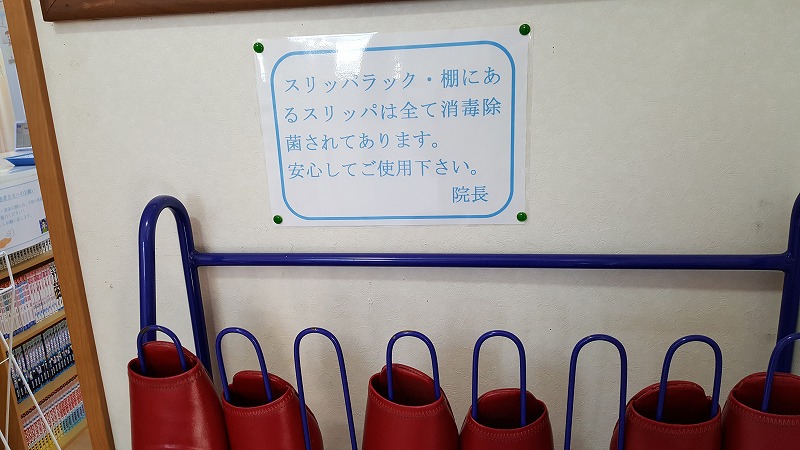 スリッパラック・棚にあ
るスリッパは全て消毒除
菌されてあります。
安心してご使用下さい。
院長